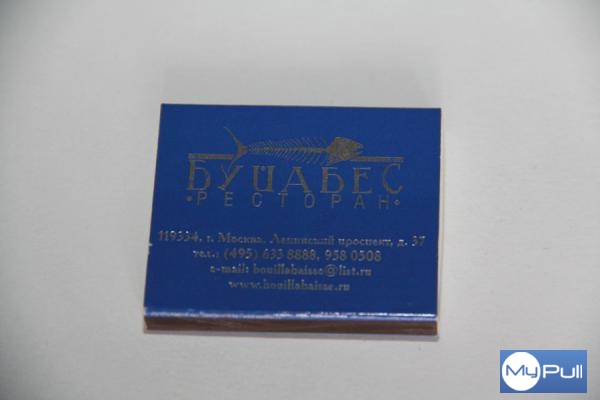 БУЙАБЕС
·РЕСТОРАН·
119334, г. Москва, Ленинский проспект, д. 37
тел.: (495) 633 8888, 958 0508
e-mail: bouillabaisse@list.ru
www.bouillabaisse.ru
MyPull